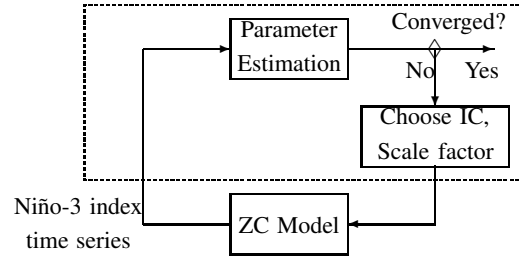 Converged?
Parameter
Estimation
No
Yes
Choose IC,
Scale factor
Niño-3 index
time series
ZC Model